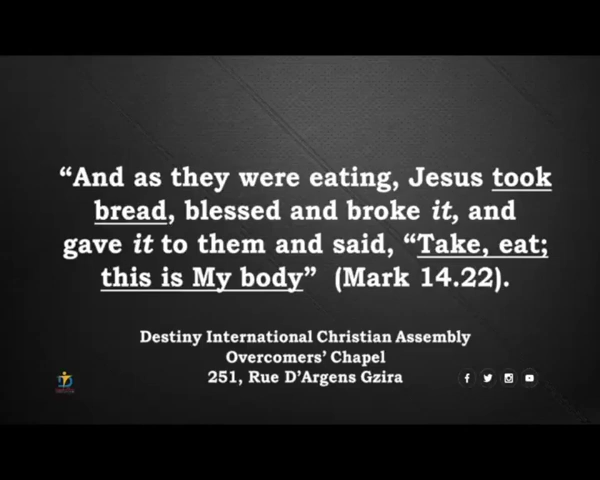 “And as they were eating, Jesus took
bread, blessed and broke it, and
gave it to them and said, “Take, eat;
this is My body” (Mark 14.22).
Destiny International Christian Assembly
Overcomers’ Chapel
251, Rue D’Argens Gzira